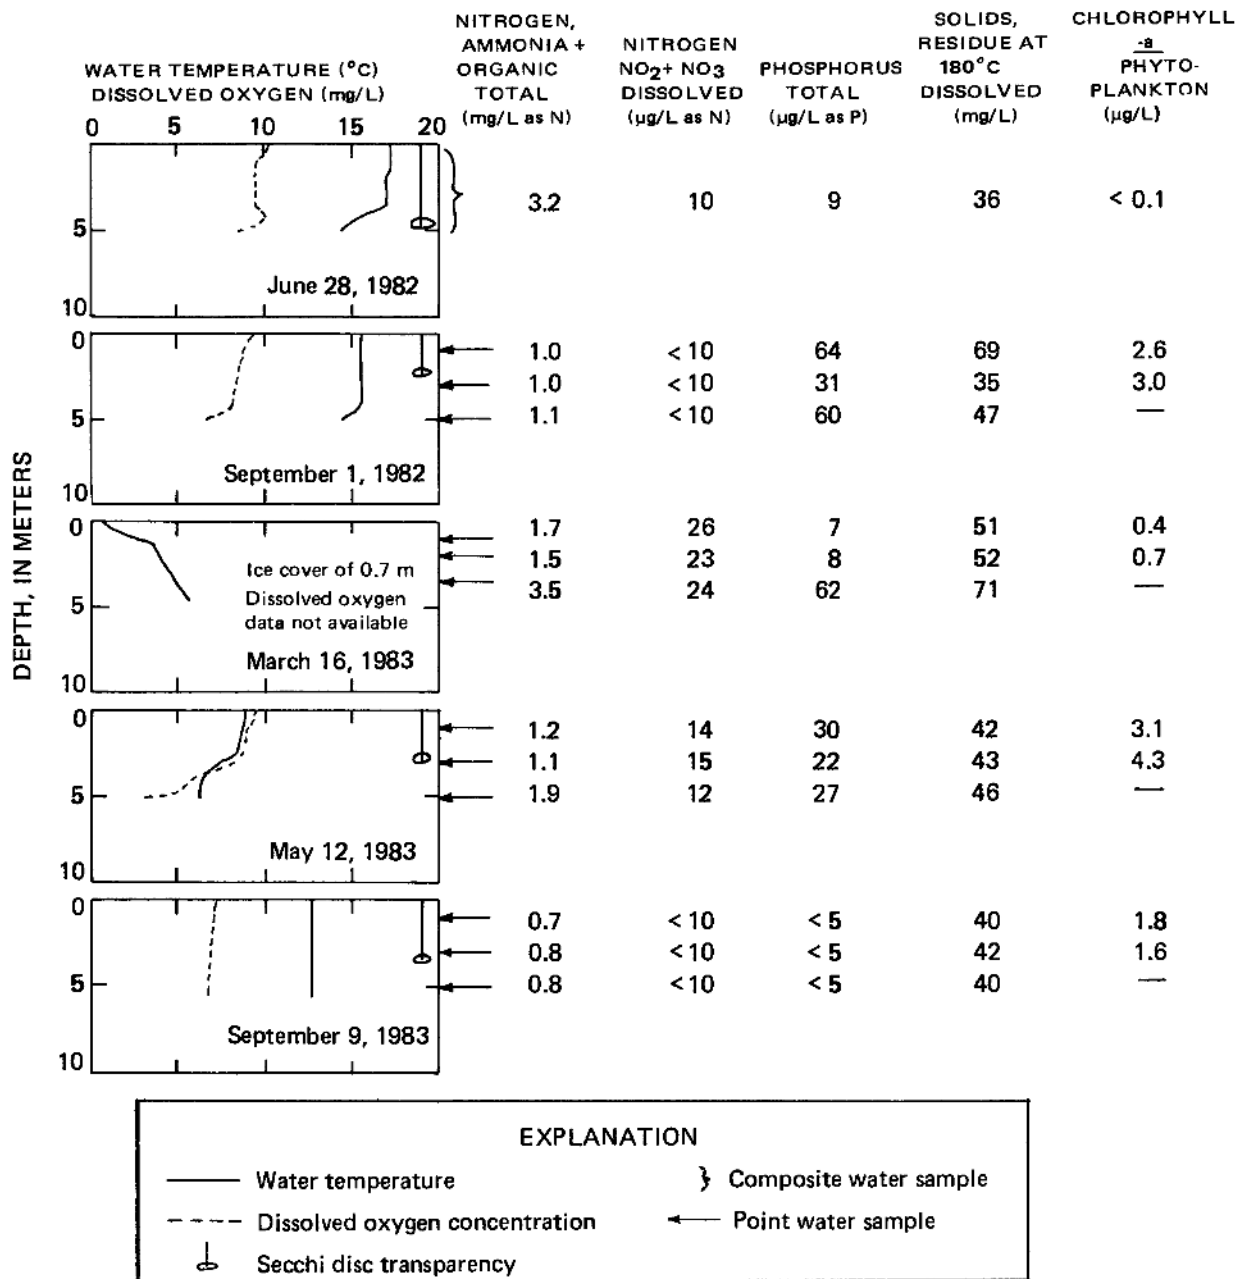 WATER TEMPERATURE (°C)
DISSOLVED OXYGEN (mg/L)
NITROGEN,
AMMONIA +
ORGANIC
TOTAL
(mg/L as N)
NITROGEN
NO2+ NO3
DISSOLVED
(µg/L as N)
PHOSPHORUS
TOTAL
(µg/L as P)
SOLIDS,
RESIDUE AT
180°C
DISSOLVED
(mg/L)
CHLOROPHYLL
-a
PHYTO-
PLANKTON
(µg/L)
0 5 10 15 20
5
10
June 28, 1982
3.2 10 9 36 < 0.1
DEPTH, IN METERS
0
5
10
September 1, 1982
1.0 < 10 64 69 2.6
1.0 < 10 31 35 3.0
1.1 < 10 60 47 —
0
5
10
Ice cover of 0.7 m
Dissolved oxygen
data not available
March 16, 1983
1.7 26 7 51 0.4
1.5 23 8 52 0.7
3.5 24 62 71 —
0
5
10
May 12, 1983
1.2 14 30 42 3.1
1.1 15 22 43 4.3
1.9 12 27 46 —
0
5
10
September 9, 1983
0.7 < 10 < 5 40 1.8
0.8 < 10 < 5 42 1.6
0.8 < 10 < 5 40 —
EXPLANATION
Water temperature
Dissolved oxygen concentration
Secchi disc transparency
} Composite water sample
Point water sample